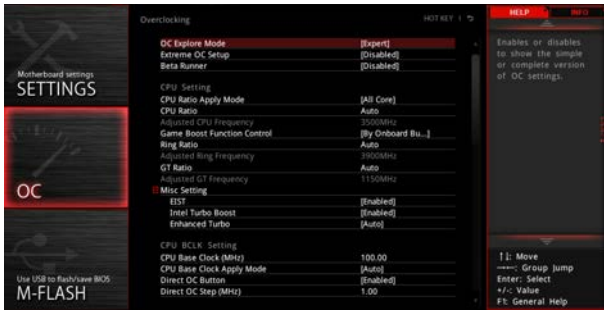 Overclocking
HOT KEY |
HELP
INFO
Motherboard settings
SETTINGS
OC
Use USB to flash/save BIOS
M-FLASH
OC Explore Mode [Expert]
Extreme OC Setup [Disabled]
Beta Runner [Disabled]
CPU Setting
CPU Ratio Apply Mode [All Core]
CPU Ratio Auto
Adjusted CPU Frequency 3500MHz
Game Boost Function Control [By Onboard Bu...]
Ring Ratio Auto
Adjusted Ring Frequency 3900MHz
GT Ratio Auto
Adjusted GT Frequency 1150MHz
Misc Setting
EIST [Enabled]
Intel Turbo Boost [Enabled]
Enhanced Turbo [Auto]
CPU BCLK Setting
CPU Base Clock (MHz) 100.00
CPU Base Clock Apply Mode [Auto]
Direct OC Button [Enabled]
Direct OC Step (MHz) 1.00
Enables or disables
to show the simple
or complete version
of OC settings.
↑↓: Move
→←: Group Jump
Enter: Select
+/-: Value
F1: General Help